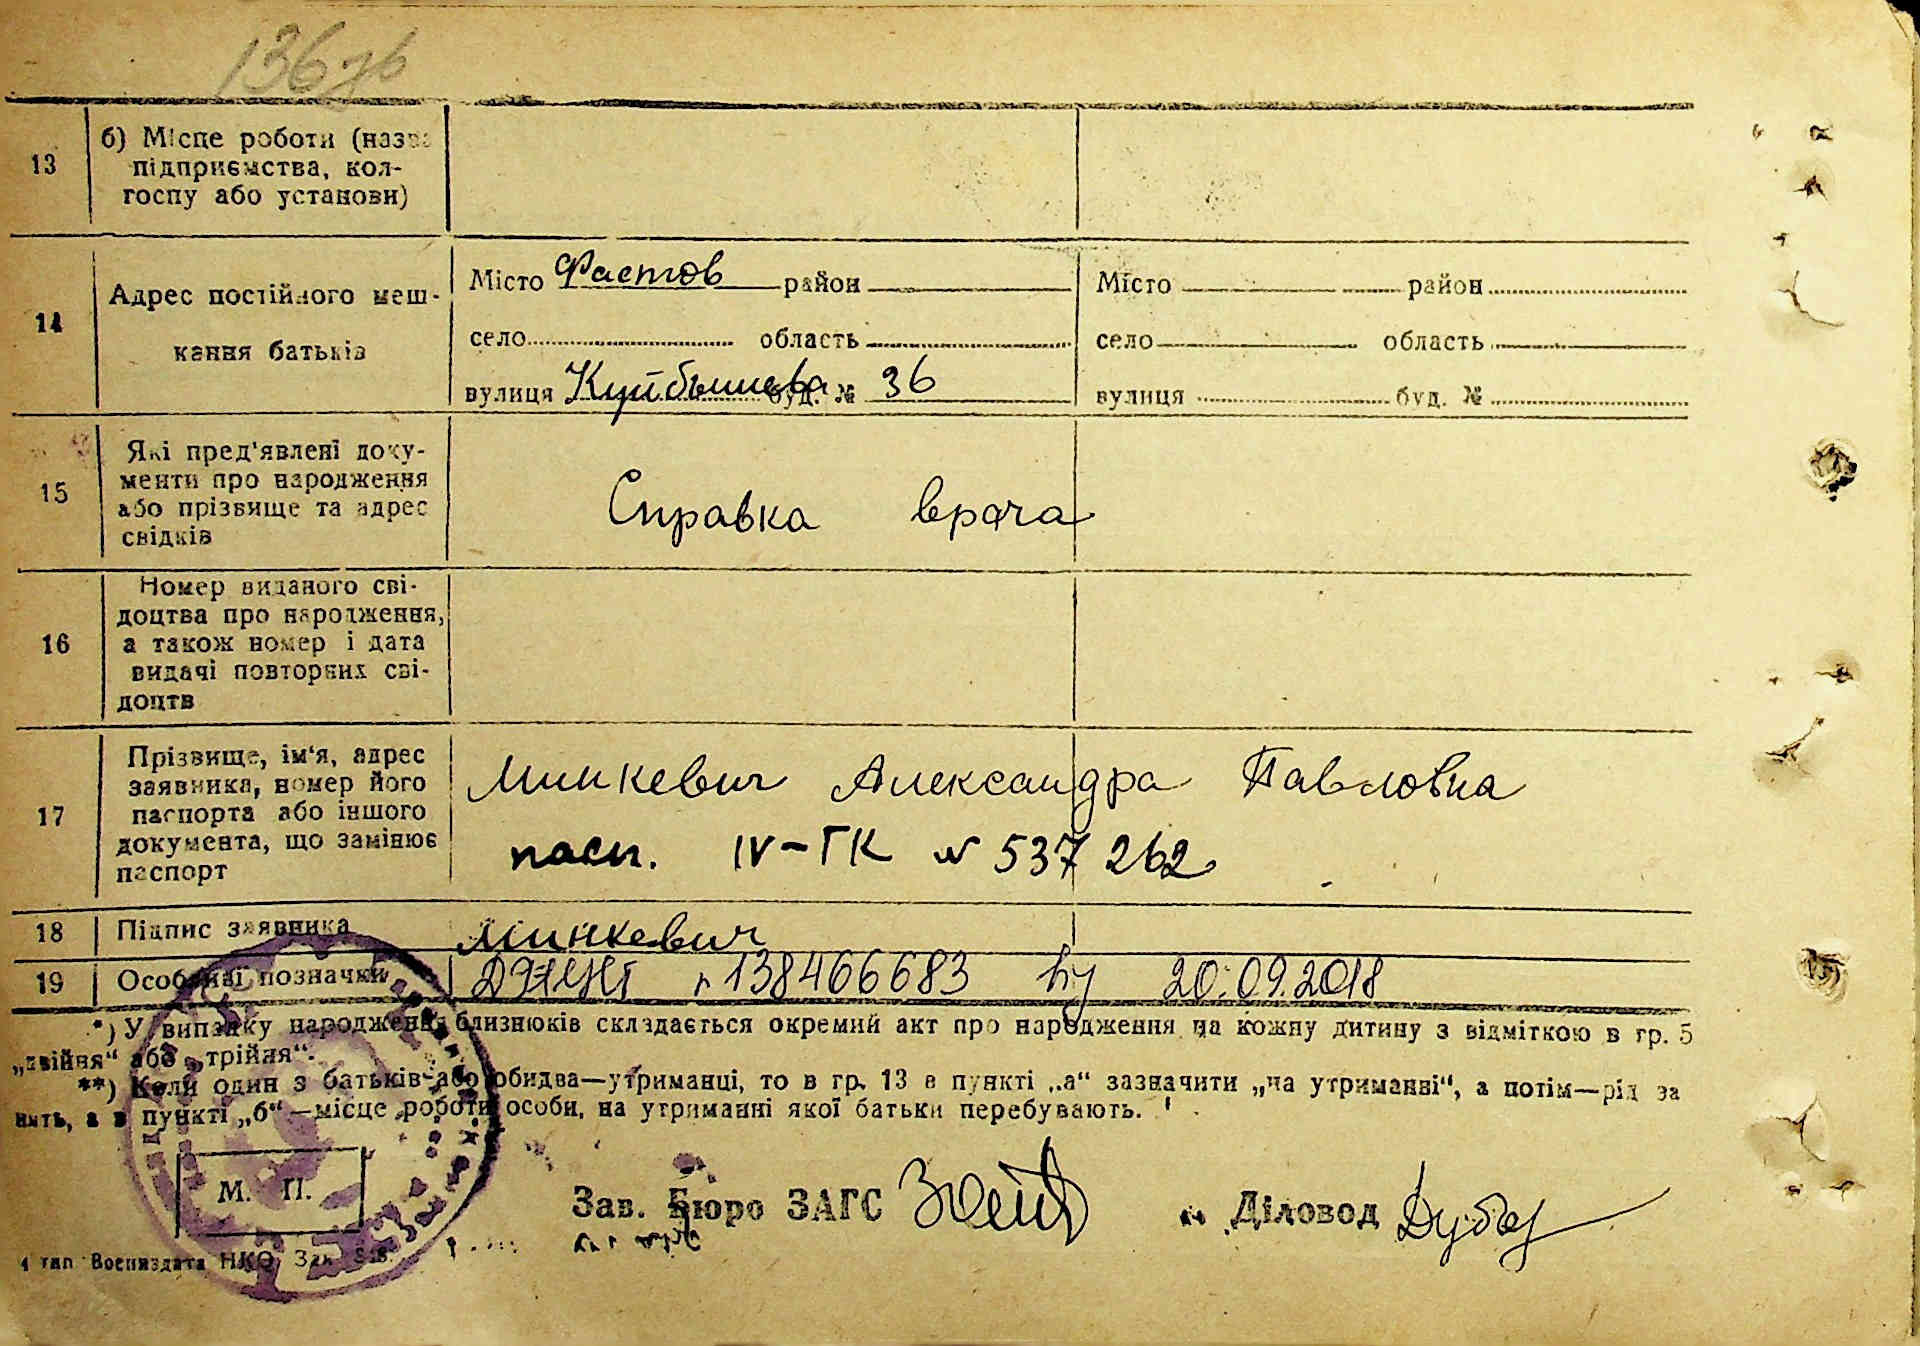 136 зв
13
б) Місце роботи (назва
підприємства, кол-
госпу або установи)
14
Адрес постійного меш-
кання батьків
Місто Фастов район
село область
вулиця Куйбышева буд. № 36
Місто район
село область
вулиця буд. №
15
Які пред'явлені доку-
менти про народження
або прізвище та адрес
свідків
Справка врача
16
Номер виданого сві-
доцтва про народження,
а також номер і дата
видачі повторних сві-
доцтв
17
Прізвище, ім'я, адрес
заявника, номер його
паспорта або іншого
документа, що замінює
паспорт
Минкевич Александра Павловна
пасп. IV-ГК № 537262
18
Підпис заявника
Минкевич
19
Особливі позначки
138466683 20.09.2018
*) У випадку народження близнюків складається окремий акт про народження на кожну дитину з відміткою в гр. 5
„двійня“ або „трійня“.
**) Коли один з батьків або обидва—утриманці, то в гр. 13 в пункті „а“ зазначити „на утриманні“, а потім—рід за
нять, а в пункті „б“—місце роботи особи, на утриманні якої батьки перебувають.
М. П.
Зав. Бюро ЗАГС
Діловод
4 тип Воениздата НКО Зак